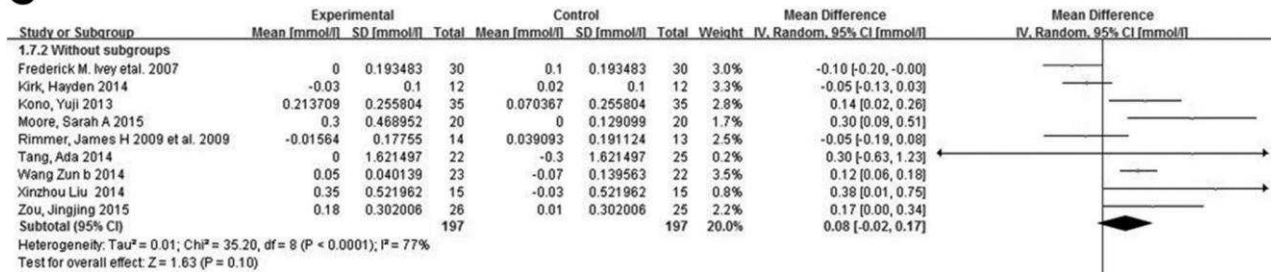 Experimental Control Mean Difference Mean Difference
Study or Subgroup Mean [mmol/l] SD [mmol/l] Total Mean [mmol/l] SD [mmol/l] Total Weight IV, Random, 95% CI [mmol/l] IV, Random, 95% CI [mmol/l]
1.7.2 Without subgroups
Frederick M. Ivey etal. 2007 0 0.193483 30 0.1 0.193483 30 3.0% -0.10 [-0.20, -0.00]
Kirk, Hayden 2014 -0.03 0.1 12 0.02 0.1 12 3.3% -0.05 [-0.13, 0.03]
Kono, Yuji 2013 0.213709 0.255804 35 0.070367 0.255804 35 2.8% 0.14 [0.02, 0.26]
Moore, Sarah A 2015 0.3 0.468952 20 0 0.129099 20 1.7% 0.30 [0.09, 0.51]
Rimmer, James H 2009 et al. 2009 -0.01564 0.17755 14 0.039093 0.191124 13 2.5% -0.05 [-0.19, 0.08]
Tang, Ada 2014 0 1.621497 22 -0.3 1.621497 25 0.2% 0.30 [-0.63, 1.23]
Wang Zun b 2014 0.05 0.040139 23 -0.07 0.139563 22 3.5% 0.12 [0.06, 0.18]
Xinzhou Liu 2014 0.35 0.521962 15 -0.03 0.521962 15 0.8% 0.38 [0.01, 0.75]
Zou, Jingjing 2015 0.18 0.302006 26 0.01 0.302006 25 2.2% 0.17 [0.00, 0.34]
Subtotal (95% CI) 197 197 20.0% 0.08 [-0.02, 0.17]
Heterogeneity: Tau² = 0.01; Chi² = 35.20, df = 8 (P < 0.0001); I² = 77%
Test for overall effect: Z = 1.63 (P = 0.10)